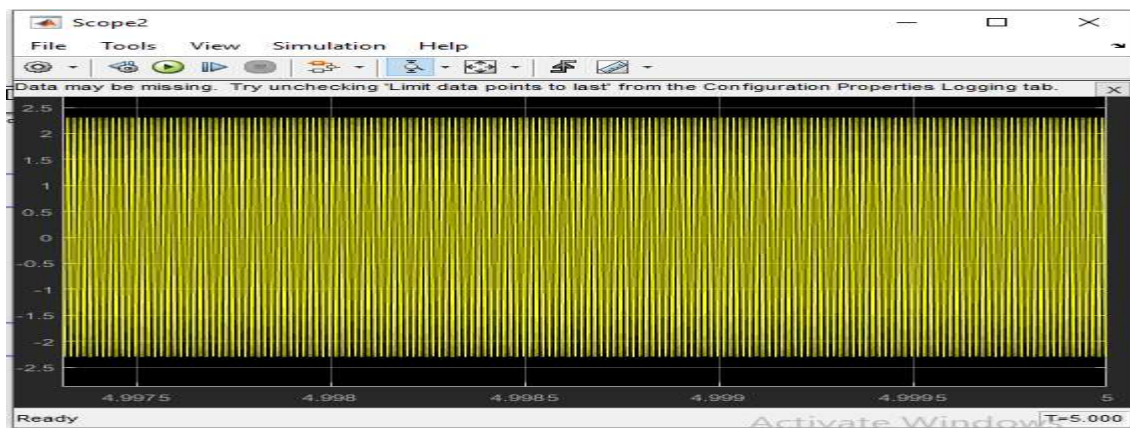 Scope2
File Tools View Simulation Help
Data may be missing. Try unchecking 'Limit data points to last' from the Configuration Properties Logging tab.
2.5
2
1.5
1
0.5
0
-0.5
-1
-1.5
-2
-2.5
4.9975 4.998 4.9985 4.999 4.9995 5
Ready
Activate Windows
T=5.000